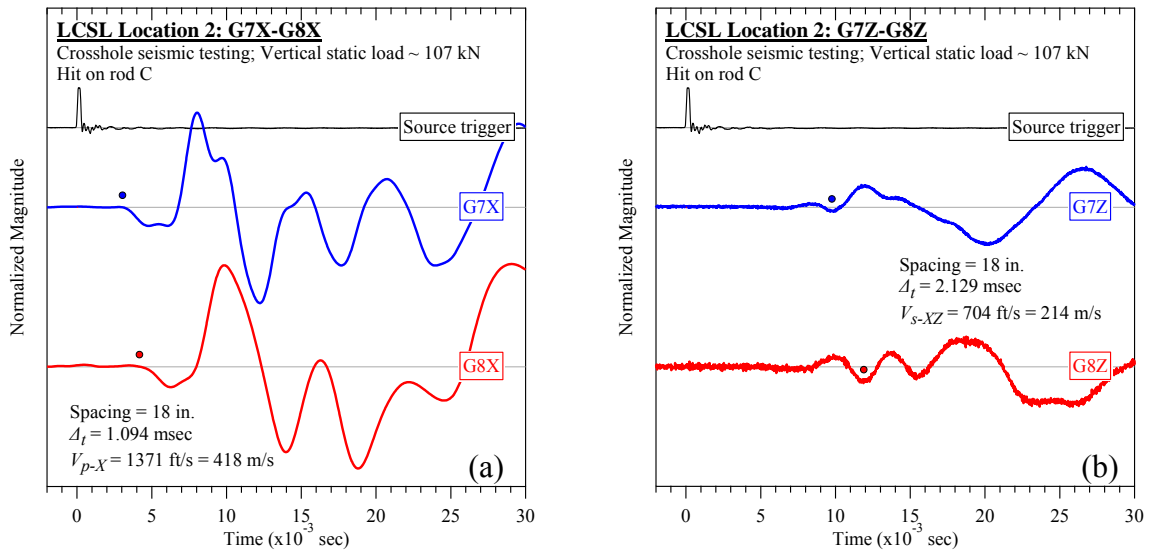 LCSL Location 2: G7X-G8X
Crosshole seismic testing; Vertical static load ~ 107 kN
Hit on rod C
Source trigger
G7X
G8X
Spacing = 18 in.
Δt = 1.094 msec
Vp-X = 1371 ft/s = 418 m/s
(a)
Normalized Magnitude
0 5 10 15 20 25 30
Time (x10-3 sec)
LCSL Location 2: G7Z-G8Z
Crosshole seismic testing; Vertical static load ~ 107 kN
Hit on rod C
Source trigger
G7Z
Spacing = 18 in.
Δt = 2.129 msec
Vs-XZ = 704 ft/s = 214 m/s
G8Z
(b)
Normalized Magnitude
0 5 10 15 20 25 30
Time (x10-3 sec)